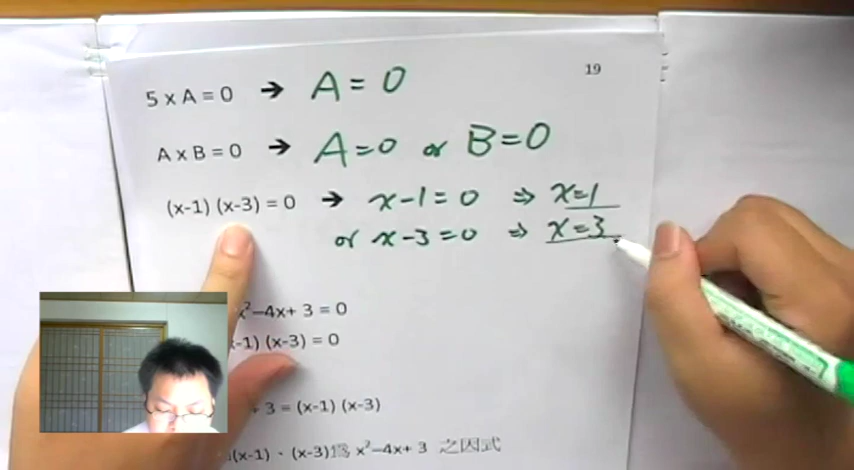 19
5 x A = 0 → A = 0
A x B = 0 → A = 0 or B = 0
(x-1) (x-3) = 0 → x - 1 = 0 ⇒ x = 1
or x - 3 = 0 ⇒ x = 3
x²-4x+ 3 = 0
-1) (x-3) = 0
+ 3 = (x-1) (x-3)
(x-1)、(x-3)為 x²-4x+ 3 之因式